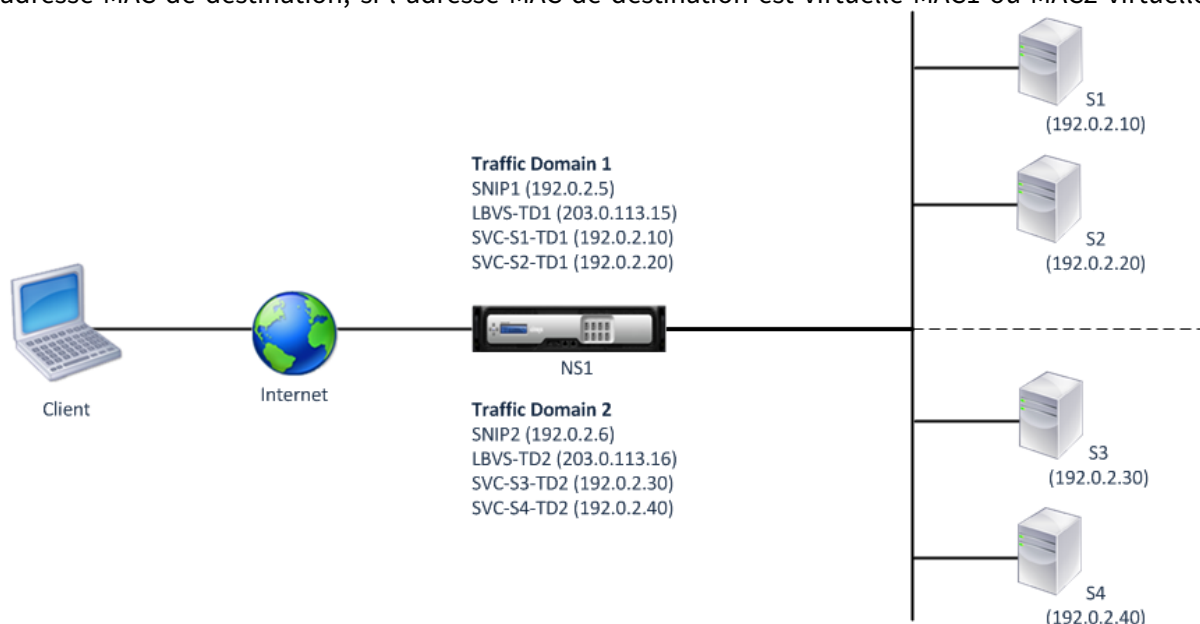 adresse MAC de destination, si l'adresse MAC de destination est virtuelle MAC1 ou MAC2 virtuelle
S1
(192.0.2.10)
Traffic Domain 1
SNIP1 (192.0.2.5)
LBVS-TD1 (203.0.113.15)
SVC-S1-TD1 (192.0.2.10)
SVC-S2-TD1 (192.0.2.20)
S2
(192.0.2.20)
NS1
Internet
Client
Traffic Domain 2
SNIP2 (192.0.2.6)
LBVS-TD2 (203.0.113.16)
SVC-S3-TD2 (192.0.2.30)
SVC-S4-TD2 (192.0.2.40)
S3
(192.0.2.30)
S4
(192.0.2.40)